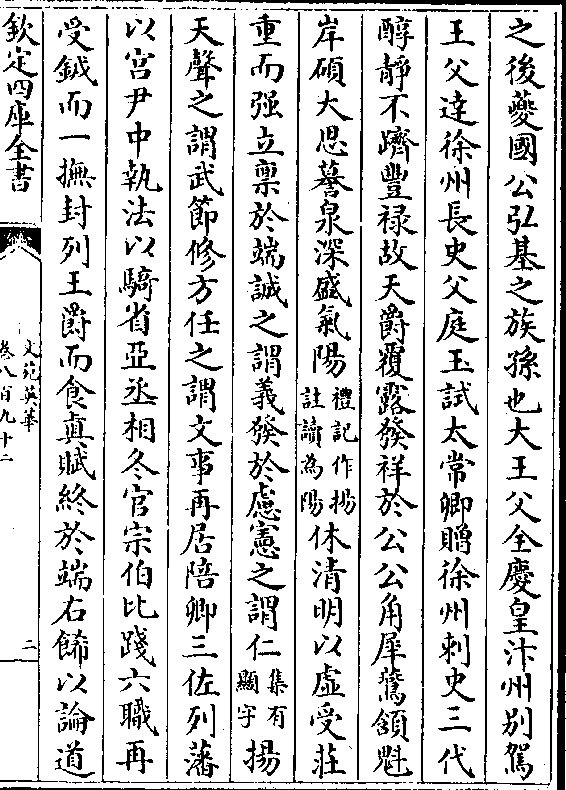 之後夔國公弘基之族孫也大王父全慶皇汴州别駕
王父達徐州長史父庭玉試太常卿贈徐州刺史三代
醇静不躋豐禄故天爵覆露發祥於公公角犀鷟頷魁
岸碩大思謩泉深盛氣陽禮記作揚註讀為陽休清明以虚受莊
重而强立禀於端誠之謂義發於慮憲之謂仁集有顯字揚
天聲之謂武節修方任之謂文事再居陪卿三佐列藩
以宫尹中執法以騎省亞丞相冬官宗伯比踐六職再
受鉞而一撫封列王爵而食真賦終於端右餙以論道
欽定四庫全書
文苑英華
卷八百九十二
二